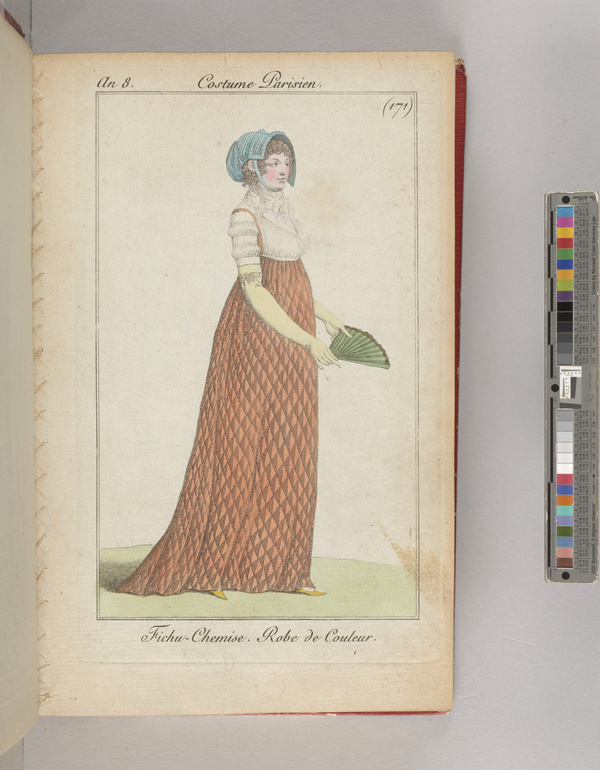 An 8. Costume Parisien.
(171)
Fichu-Chemise. Robe de Couleur.